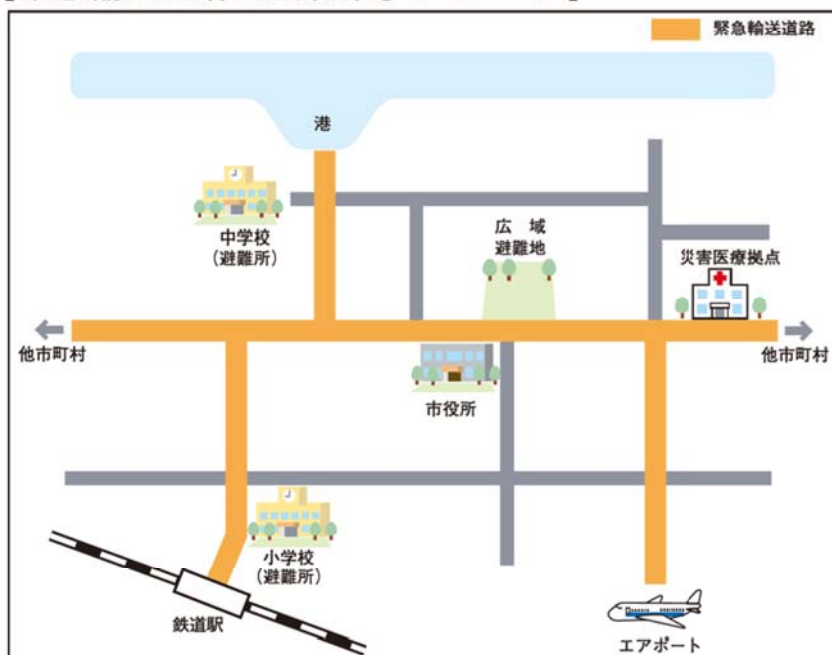 緊急輸送道路
港
中学校
(避難所)
広 域
避難地
災害医療拠点
他市町村
他市町村
市役所
小学校
(避難所)
鉄道駅
エアポート